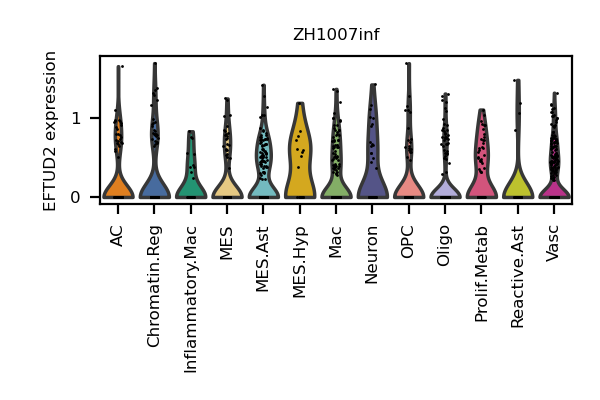 ZH1007inf
EFTUD2 expression
1
0
AC
Chromatin.Reg
Inflammatory.Mac
MES
MES.Ast
MES.Hyp
Mac
Neuron
OPC
Oligo
Prolif.Metab
Reactive.Ast
Vasc